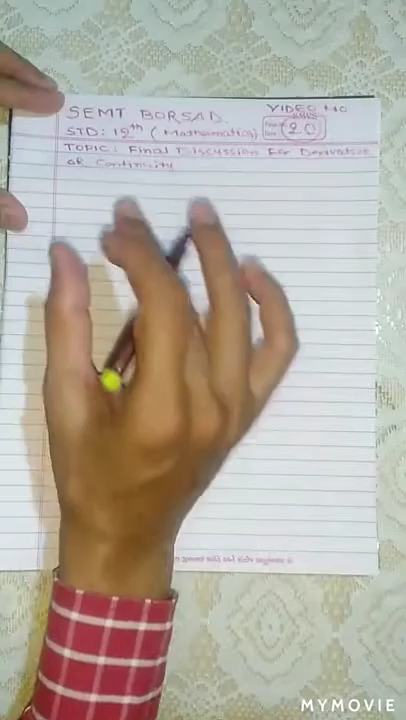 SEMT BORSAD.
VIDEO NO
20
STD: 12th (Mathematics)
TOPIC: Final Discussion For Derivative
of Continuity
MYMOVIE